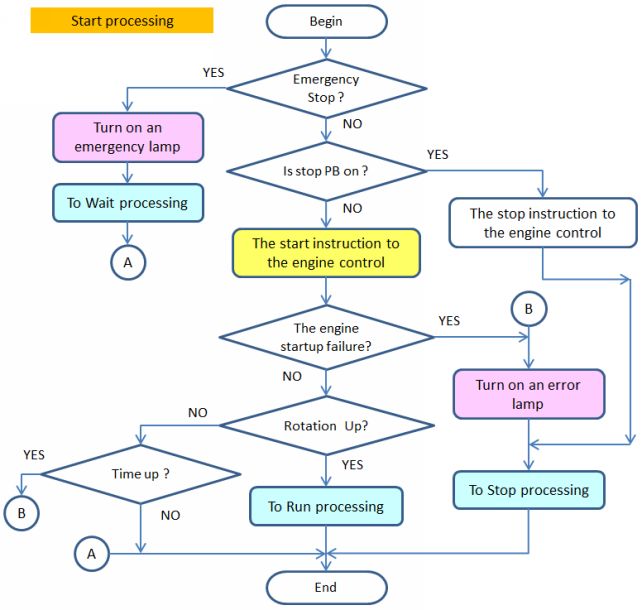 Start processing
Begin
Emergency
Stop ?
YES
NO
Turn on an
emergency lamp
To Wait processing
A
Is stop PB on ?
YES
NO
The stop instruction to
the engine control
The start instruction to
the engine control
The engine
startup failure?
YES
NO
B
Turn on an error
lamp
Rotation Up?
NO
YES
Time up ?
YES
NO
B
To Run processing
To Stop processing
A
End